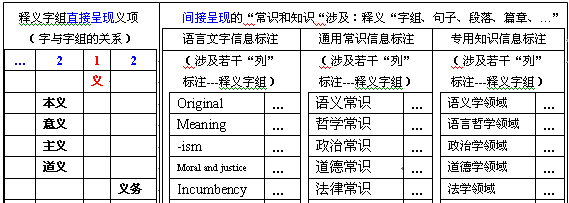 释义字组直接呈现义项 间接呈现的“常识和知识“涉及：释义“字组、句子、段落、篇章、…”
（字与字组的关系） 语言文字信息标注 通用常识信息标注 专用知识信息标注
… 2 1 2 （涉及若干“列” （涉及若干“列” （涉及若干“列”
义 标注---释义字组） 标注---释义字组） 标注---释义字组）
本义 Original … 语义常识 … 语义学领域 …
意义 Meaning … 哲学常识 … 语言哲学领域 …
主义 -ism … 政治常识 … 政治学领域 …
道义 Moral and justice … 道德常识 … 道德学领域 …
义务 Incumbency … 法律常识 … 法学领域 …